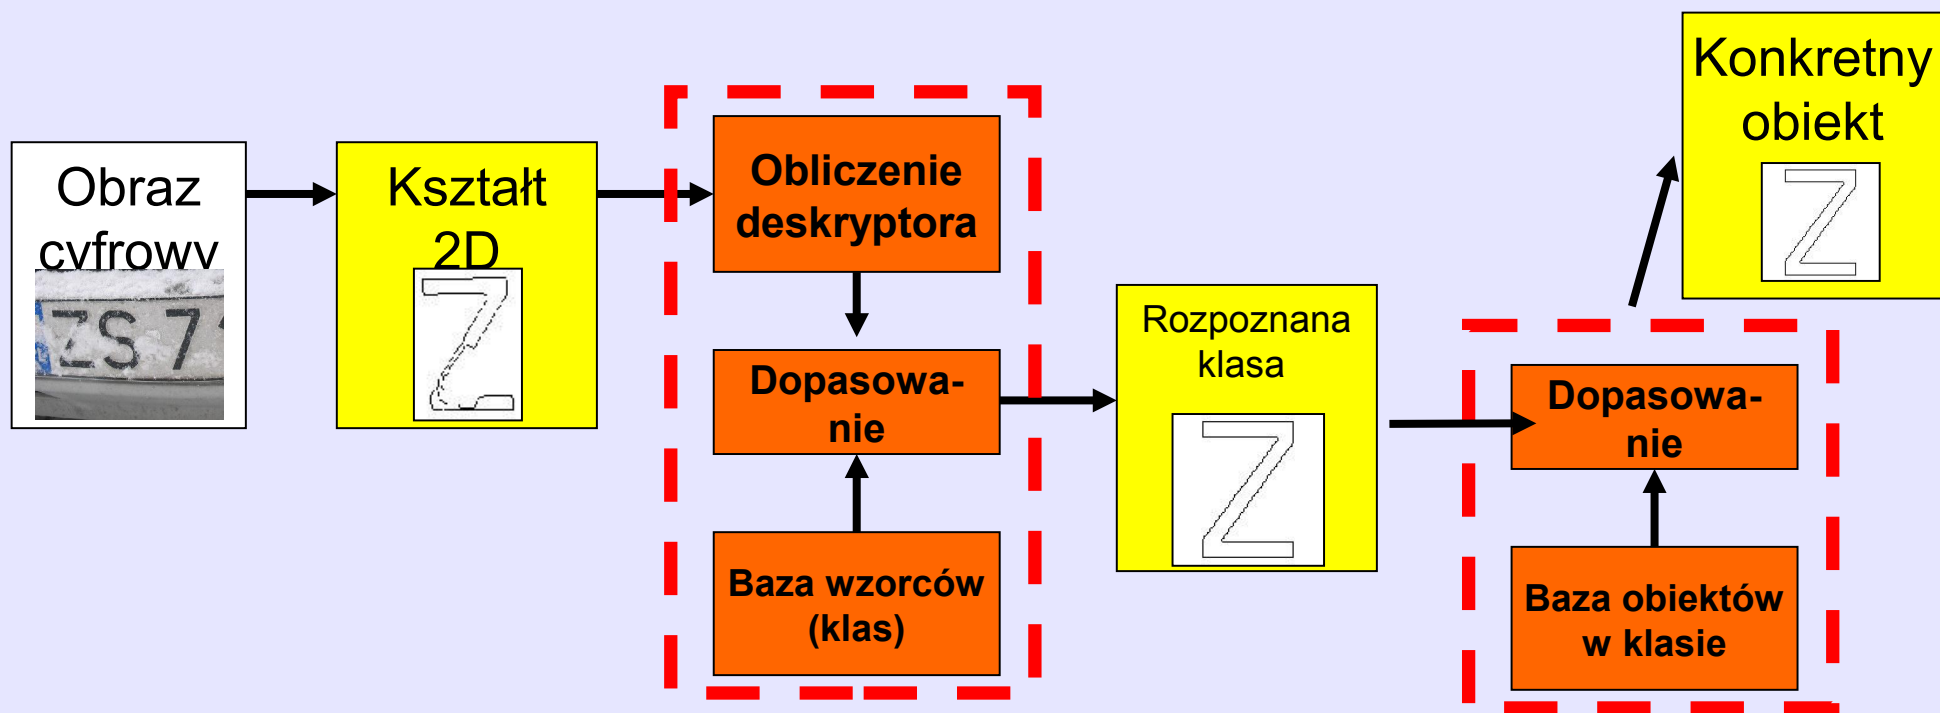 Obraz
cyfrowy
ZS 7
Kształt
2D
Obliczenie
deskryptora
Dopasowa-
nie
Baza wzorców
(klas)
Rozpoznana
klasa
Dopasowa-
nie
Baza obiektów
w klasie
Konkretny
obiekt